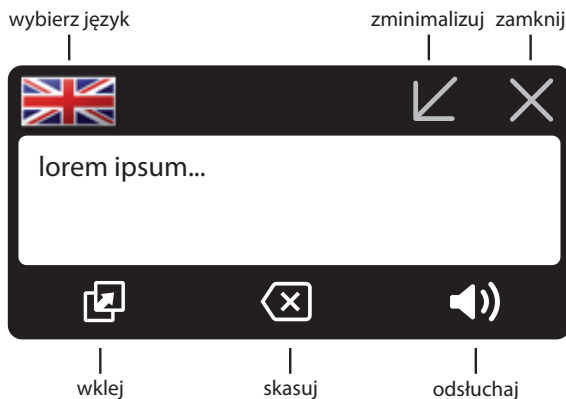 wybierz język
zminimalizuj zamknij
lorem ipsum...
wklej
skasuj
odsłuchaj